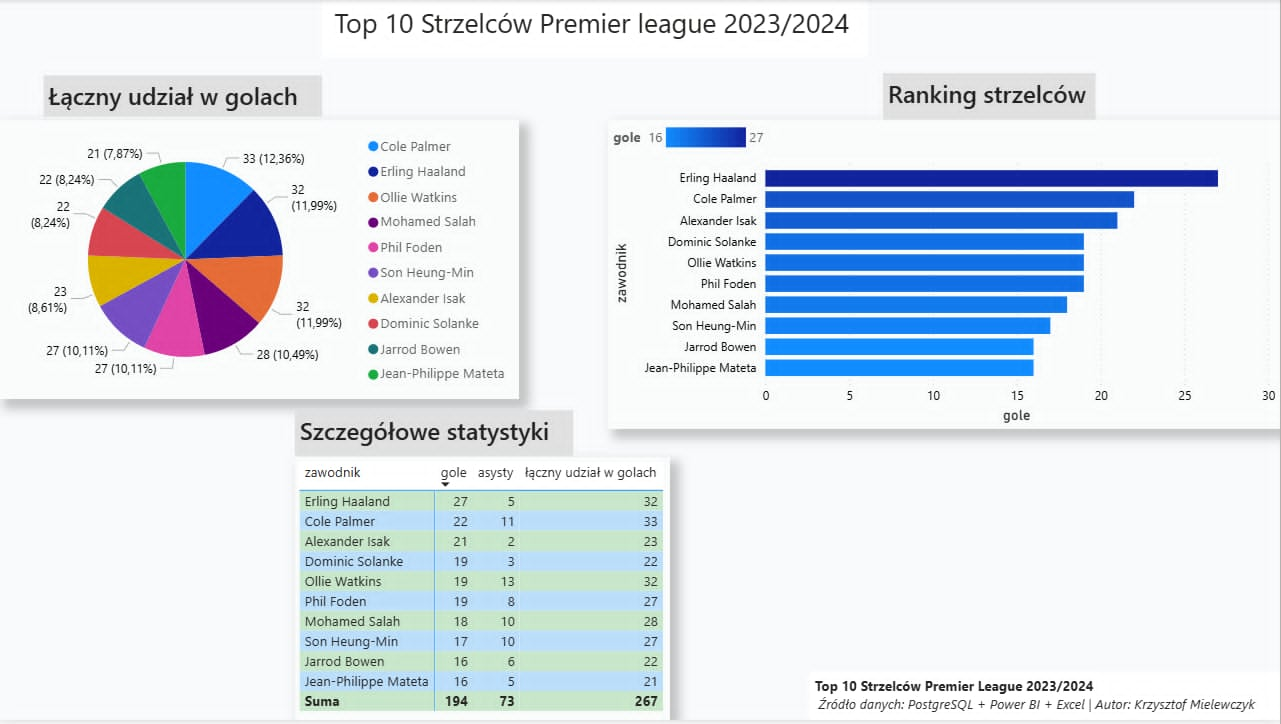 Top 10 Strzelców Premier league 2023/2024
Łączny udział w golach
33 (12,36%)
32
(11,99%)
32
(11,99%)
28 (10,49%)
27 (10,11%)
27 (10,11%)
23
(8,61%)
22
(8,24%)
22 (8,24%)
21 (7,87%)
Cole Palmer
Erling Haaland
Ollie Watkins
Mohamed Salah
Phil Foden
Son Heung-Min
Alexander Isak
Dominic Solanke
Jarrod Bowen
Jean-Philippe Mateta
Ranking strzelców
gole 16 27
zawodnik
Erling Haaland
Cole Palmer
Alexander Isak
Dominic Solanke
Ollie Watkins
Phil Foden
Mohamed Salah
Son Heung-Min
Jarrod Bowen
Jean-Philippe Mateta
0 5 10 15 20 25 30
gole
Szczegółowe statystyki
zawodnik gole asysty łączny udział w golach
Erling Haaland 27 5 32
Cole Palmer 22 11 33
Alexander Isak 21 2 23
Dominic Solanke 19 3 22
Ollie Watkins 19 13 32
Phil Foden 19 8 27
Mohamed Salah 18 10 28
Son Heung-Min 17 10 27
Jarrod Bowen 16 6 22
Jean-Philippe Mateta 16 5 21
Suma 194 73 267
Top 10 Strzelców Premier League 2023/2024
Źródło danych: PostgreSQL + Power BI + Excel | Autor: Krzysztof Mielewczyk